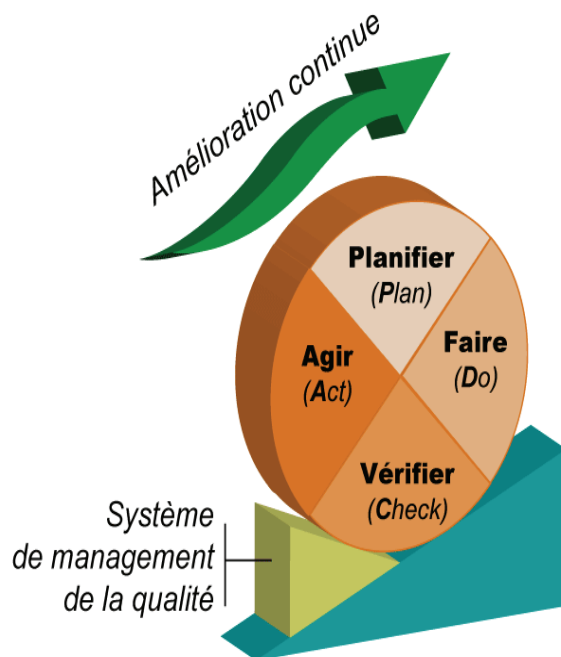 Amélioration continue
Planifier
(Plan)
Faire
(Do)
Vérifier
(Check)
Agir
(Act)
Système
de management
de la qualité